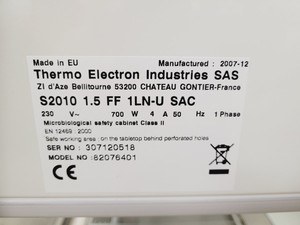 Made in EU Manufactured : 2007-12
Thermo Electron Industries SAS
ZI d'Aze Bellitourne 53200 CHATEAU GONTIER-France
S2010 1.5 FF 1LN-U SAC
230 V~ 700 W 4 A 50 Hz 1 Phase
Microbiological safety cabinet Class II
EN 12469 : 2000
Safe working area : on the tabletop behind perforated holes
SER NO : 307120518
MODEL NO : 82076401
CE